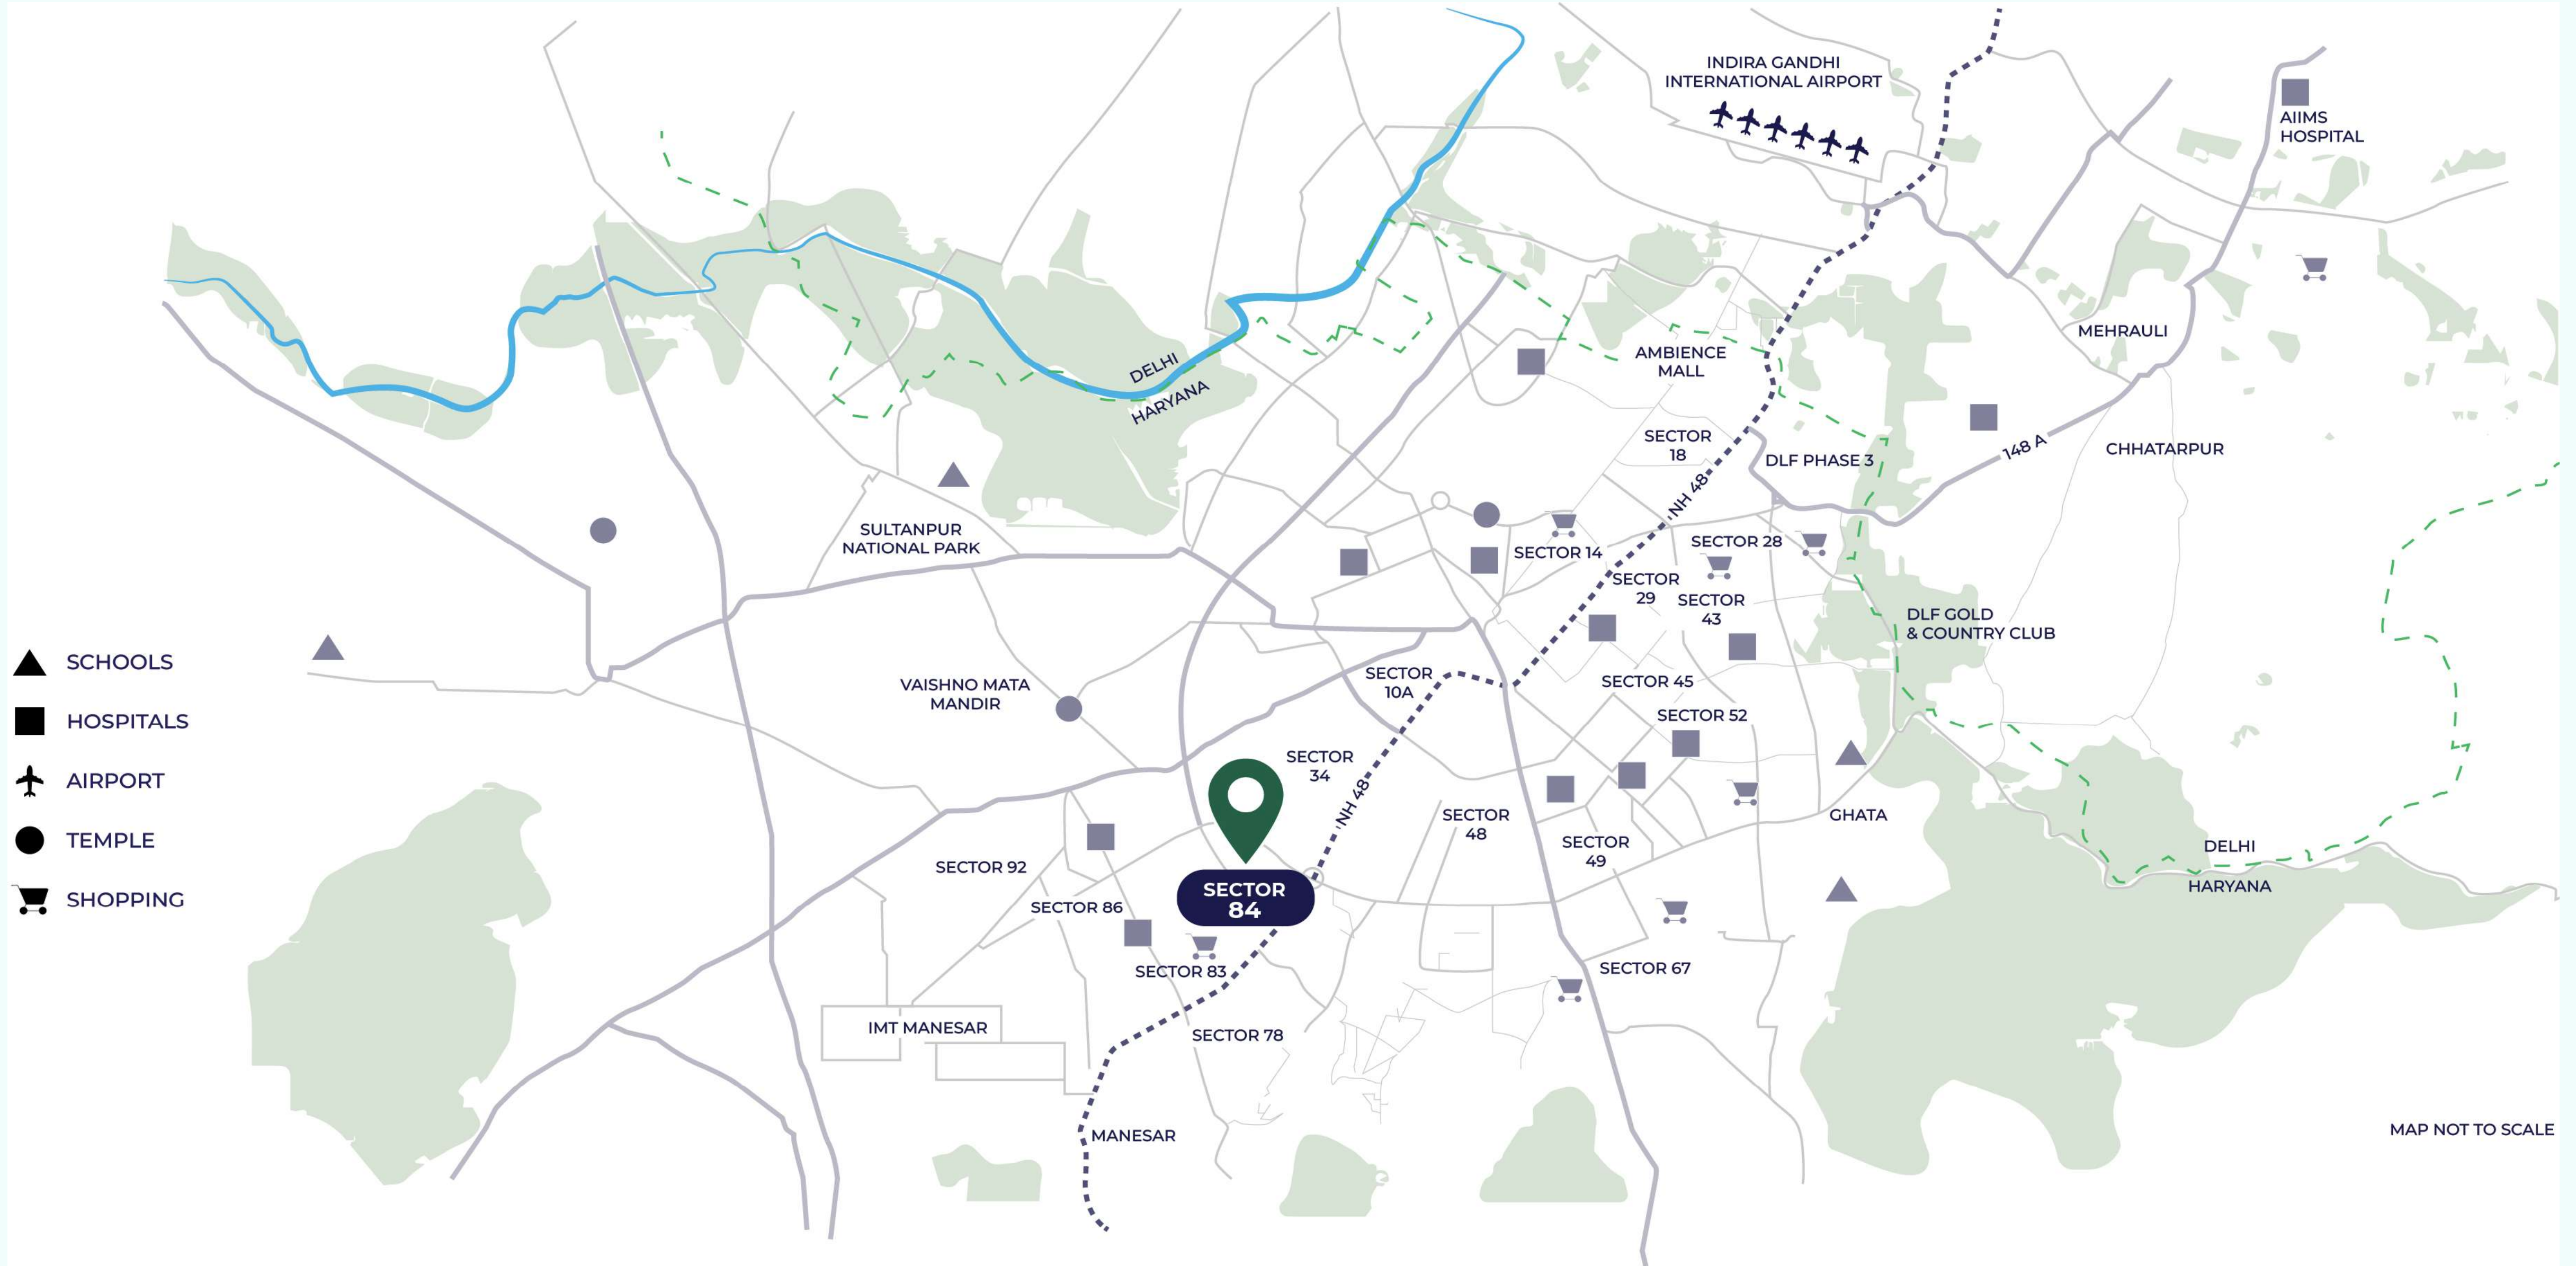 INDIRA GANDHI
INTERNATIONAL AIRPORT
AIIMS
HOSPITAL
MEHRAULI
DELHI
HARYANA
AMBIENCE
MALL
SECTOR
18
DLF PHASE 3
148 A
CHHATARPUR
NH 48
SULTANPUR
NATIONAL PARK
SECTOR 14
SECTOR 28
SECTOR
29
SECTOR
43
DLF GOLD
& COUNTRY CLUB
SCHOOLS
HOSPITALS
AIRPORT
TEMPLE
SHOPPING
VAISHNO MATA
MANDIR
SECTOR
10A
SECTOR 45
SECTOR 52
SECTOR
34
NH 48
SECTOR
48
SECTOR
49
GHATA
DELHI
HARYANA
SECTOR 92
SECTOR 86
SECTOR
84
SECTOR 83
SECTOR 67
IMT MANESAR
SECTOR 78
MANESAR
MAP NOT TO SCALE